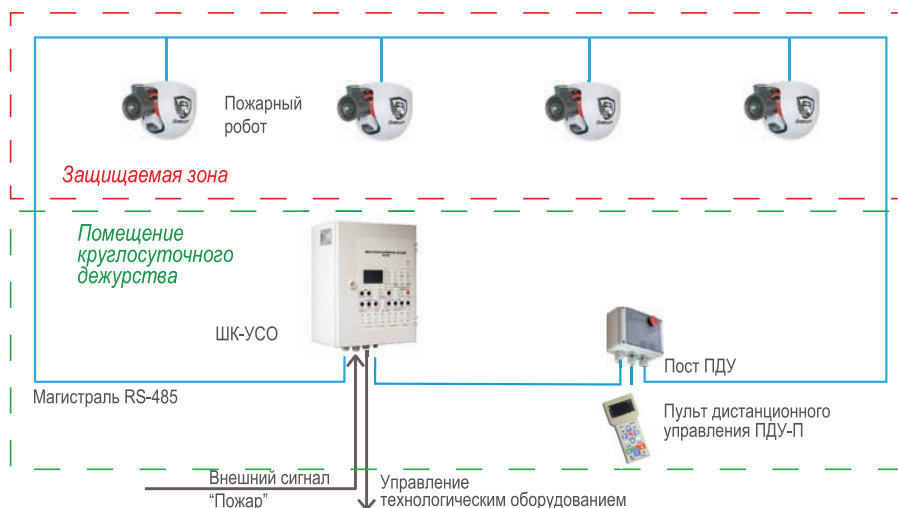 Пожарный
робот
Защищаемая зона
Помещение
круглосуточного
дежурства
ШК-УСО
Пост ПДУ
Магистраль RS-485
Пульт дистанционного
управления ПДУ-П
Внешний сигнал
“Пожар”
Управление
технологическим оборудованием